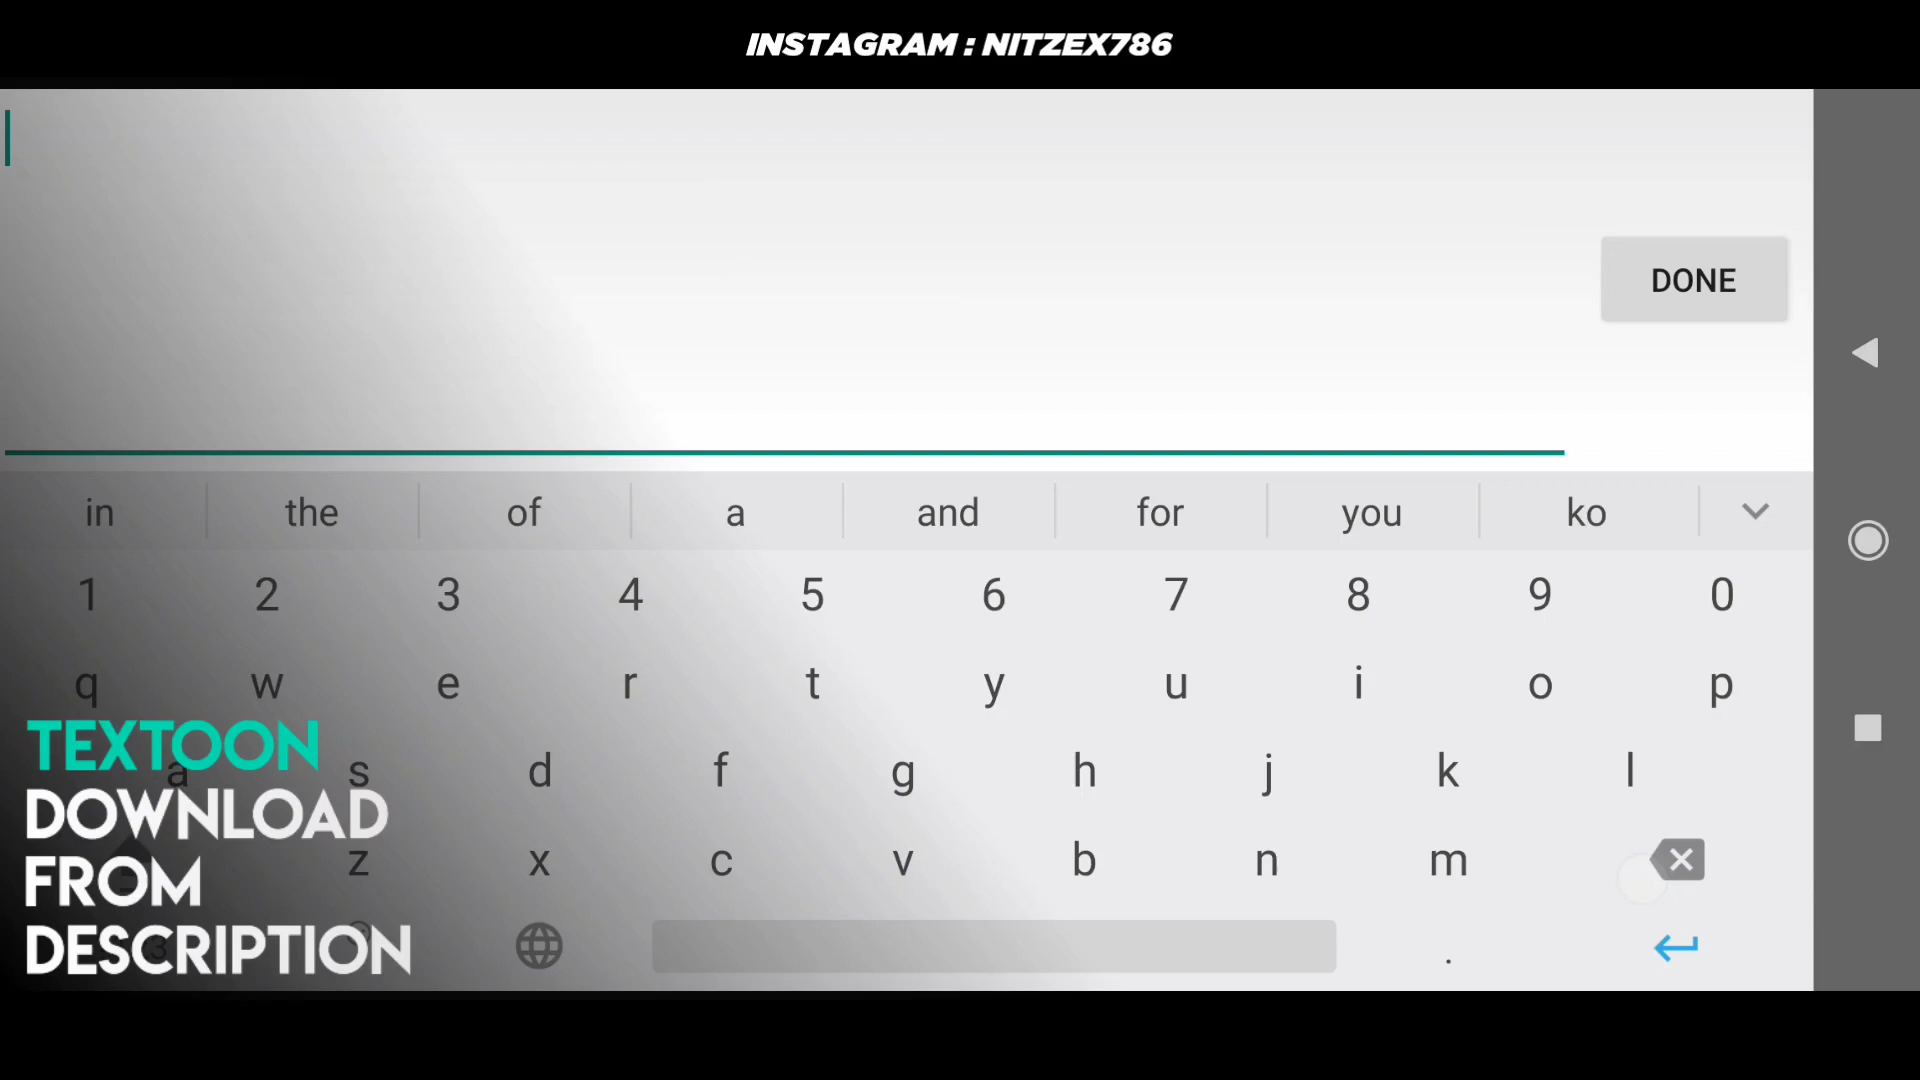 INSTAGRAM : NITZEX786
DONE
in the of a and for you ko
1 2 3 4 5 6 7 8 9 0
q w e r t y u i o p
a s d f g h j k l
z x c v b n m
.
TEXTOON
DOWNLOAD
FROM
DESCRIPTION